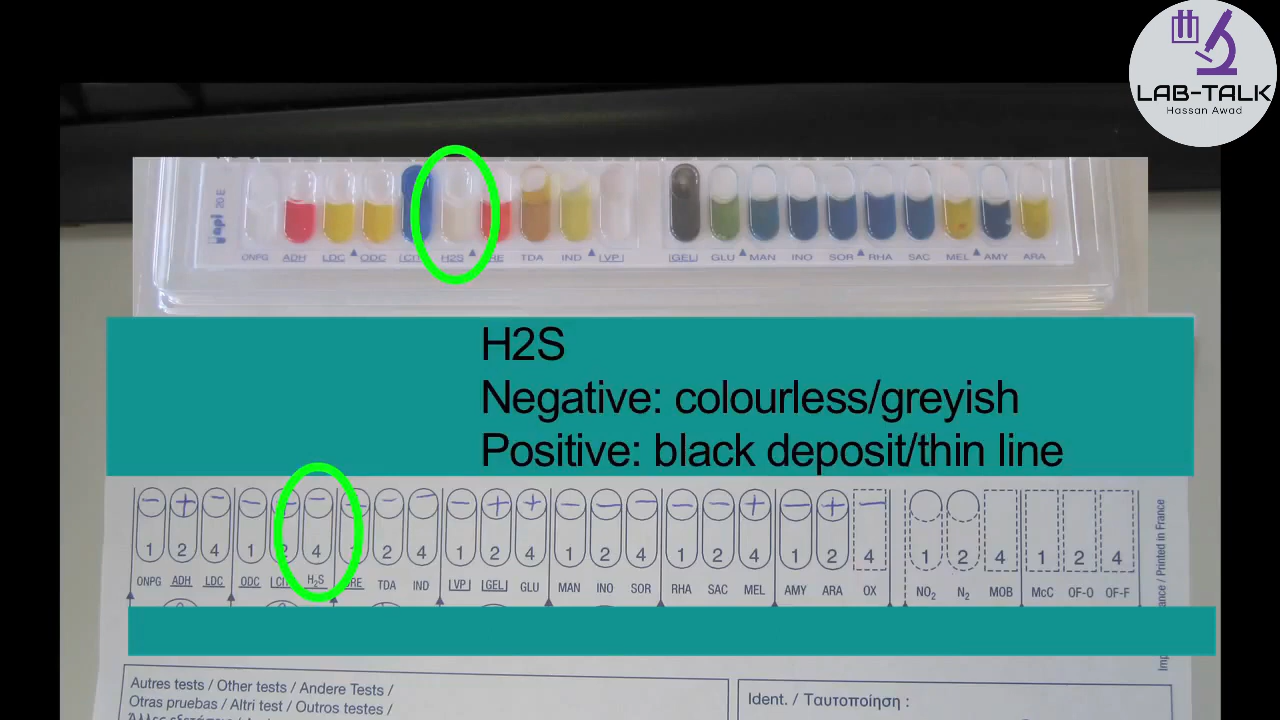 LAB-TALK
Hassan Awad
api 20 E
ONPG ADH LDC ODC |CIT H2S TDA IND |VP| |GEL| GLU MAN INO SOR RHA SAC MEL AMY ARA
H2S
Negative: colourless/greyish
Positive: black deposit/thin line
− + − − − − − − + + − − − − − + − + −
1 2 4 1 2 4 1 2 4 1 2 4 1 2 4 1 2 4 1 2 4 1 2 4 1 2 4
ONPG ADH LDC ODC |CIT H2S TDA IND |VP| |GEL| GLU MAN INO SOR RHA SAC MEL AMY ARA OX NO2 N2 MOB McC OF-O OF-F
/ Printed in France
Autres tests / Other tests / Andere Tests /
Otras pruebas / Altri test / Outros testes /
Ident. / Ταυτοποίηση :